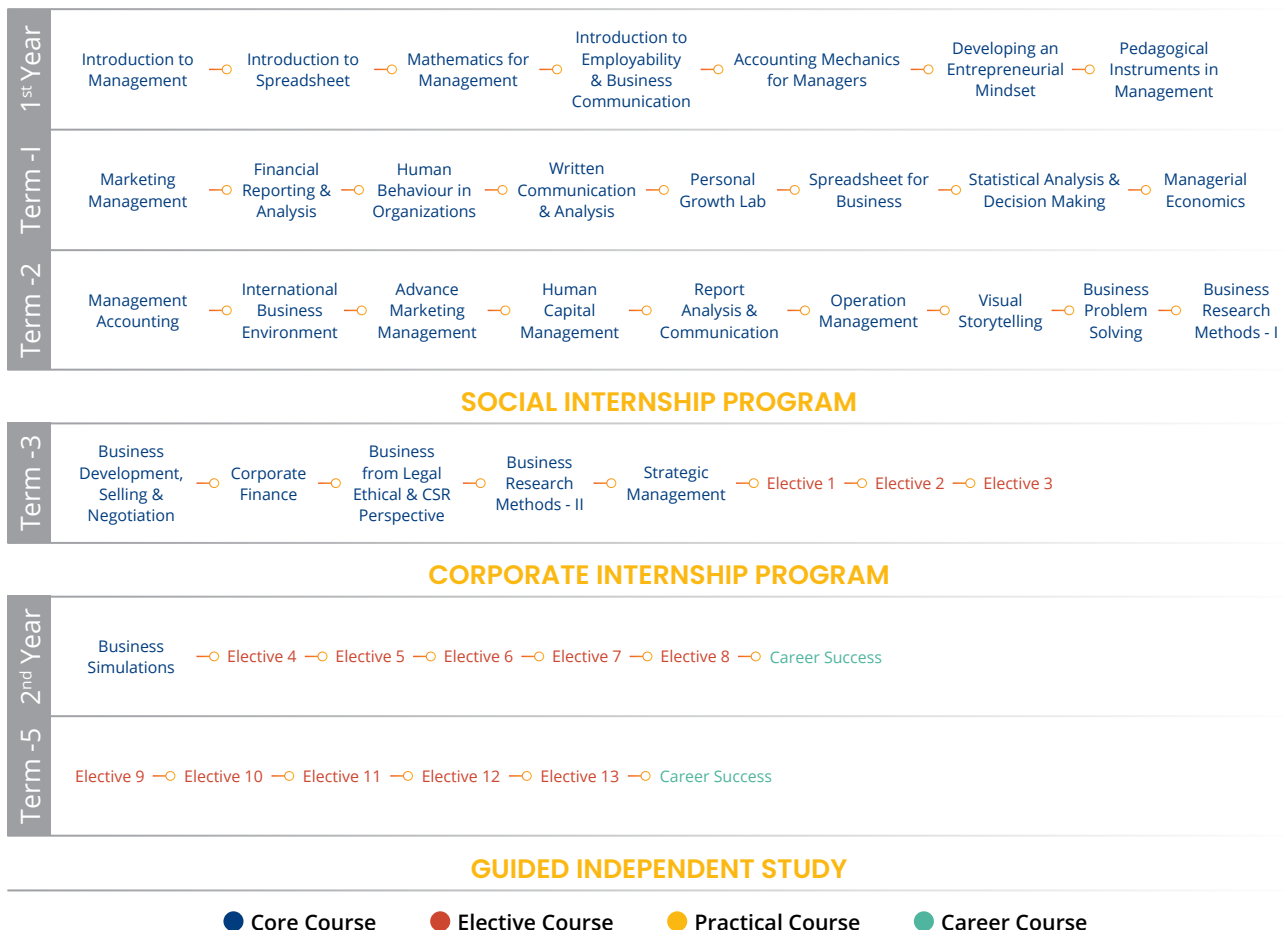 1st Year
Introduction to
Management
Introduction to
Spreadsheet
Mathematics for
Management
Introduction to
Employability
& Business
Communication
Accounting Mechanics
for Managers
Developing an
Entrepreneurial
Mindset
Pedagogical
Instruments in
Management
Term -I
Marketing
Management
Financial
Reporting &
Analysis
Human
Behaviour in
Organizations
Written
Communication
& Analysis
Personal
Growth Lab
Spreadsheet for
Business
Statistical Analysis &
Decision Making
Managerial
Economics
Term -2
Management
Accounting
International
Business
Environment
Advance
Marketing
Management
Human
Capital
Management
Report
Analysis &
Communication
Operation
Management
Visual
Storytelling
Business
Problem
Solving
Business
Research
Methods - I
SOCIAL INTERNSHIP PROGRAM
Term -3
Business
Development,
Selling &
Negotiation
Corporate
Finance
Business
from Legal
Ethical & CSR
Perspective
Business
Research
Methods - II
Strategic
Management
Elective 1
Elective 2
Elective 3
CORPORATE INTERNSHIP PROGRAM
2nd Year
Business
Simulations
Elective 4
Elective 5
Elective 6
Elective 7
Elective 8
Career Success
Term -5
Elective 9
Elective 10
Elective 11
Elective 12
Elective 13
Career Success
GUIDED INDEPENDENT STUDY
Core Course
Elective Course
Practical Course
Career Course